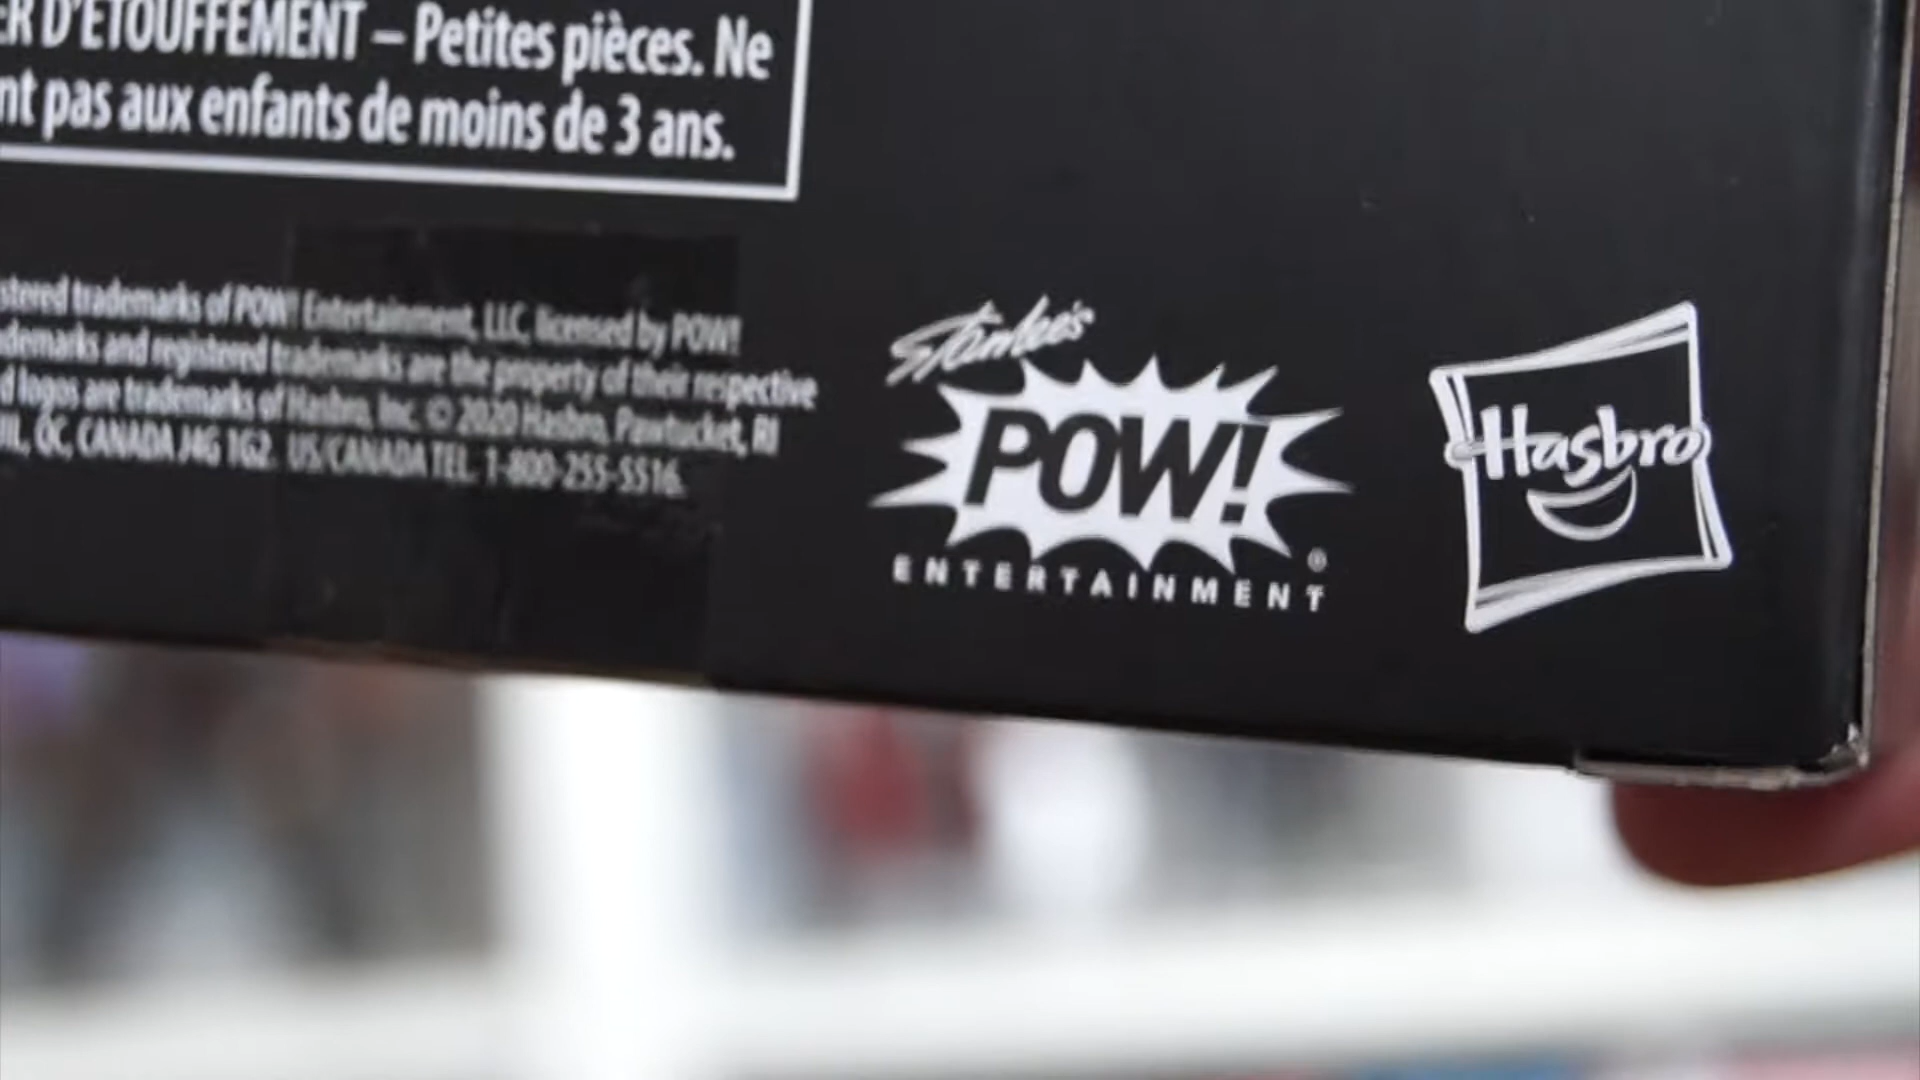 ER D'ÉTOUFFEMENT – Petites pièces. Ne
nt pas aux enfants de moins de 3 ans.
stered trademarks of POW! Entertainment, LLC, licensed by POW!
demarks and registered trademarks are the property of their respective
d logos are trademarks of Hasbro, Inc. © 2020 Hasbro, Pawtucket, RI
IL, QC, CANADA J4G 1G2. US/CANADA TEL. 1-800-255-5516.
Stan Lee's
POW!
ENTERTAINMENT
®
Hasbro